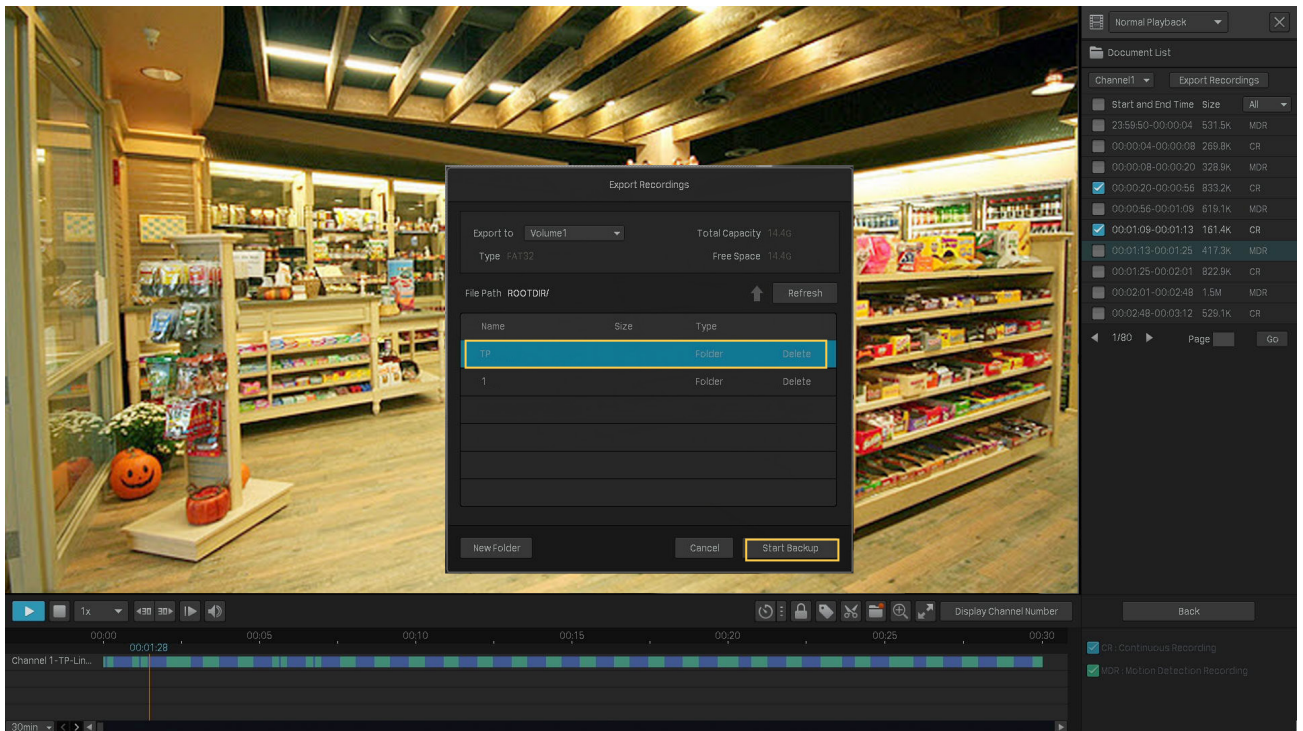 Normal Playback
Document List
Channel1 Export Recordings
Start and End Time Size All
23:59:50-00:00:04 531.5K MDR
00:00:04-00:00:08 269.8K CR
00:00:08-00:00:20 328.9K MDR
00:00:20-00:00:56 833.2K CR
00:00:56-00:01:09 619.1K MDR
00:01:09-00:01:13 161.4K CR
00:01:13-00:01:25 417.3K MDR
00:01:25-00:02:01 822.9K CR
00:02:01-00:02:48 1.5M MDR
00:02:48-00:03:12 529.1K CR
1/80 Page Go
Export Recordings
Export to Volume1 Total Capacity 14.4G
Type FAT32 Free Space 14.4G
File Path ROOTDIR/ Refresh
Name Size Type
TP Folder Delete
1 Folder Delete
New Folder Cancel Start Backup
1x 30 30 Display Channel Number Back
00:00 00:05 00:10 00:15 00:20 00:25 00:30
00:01:28
Channel 1-TP-Lin...
CR : Continuous Recording
MDR : Motion Detection Recording
30min